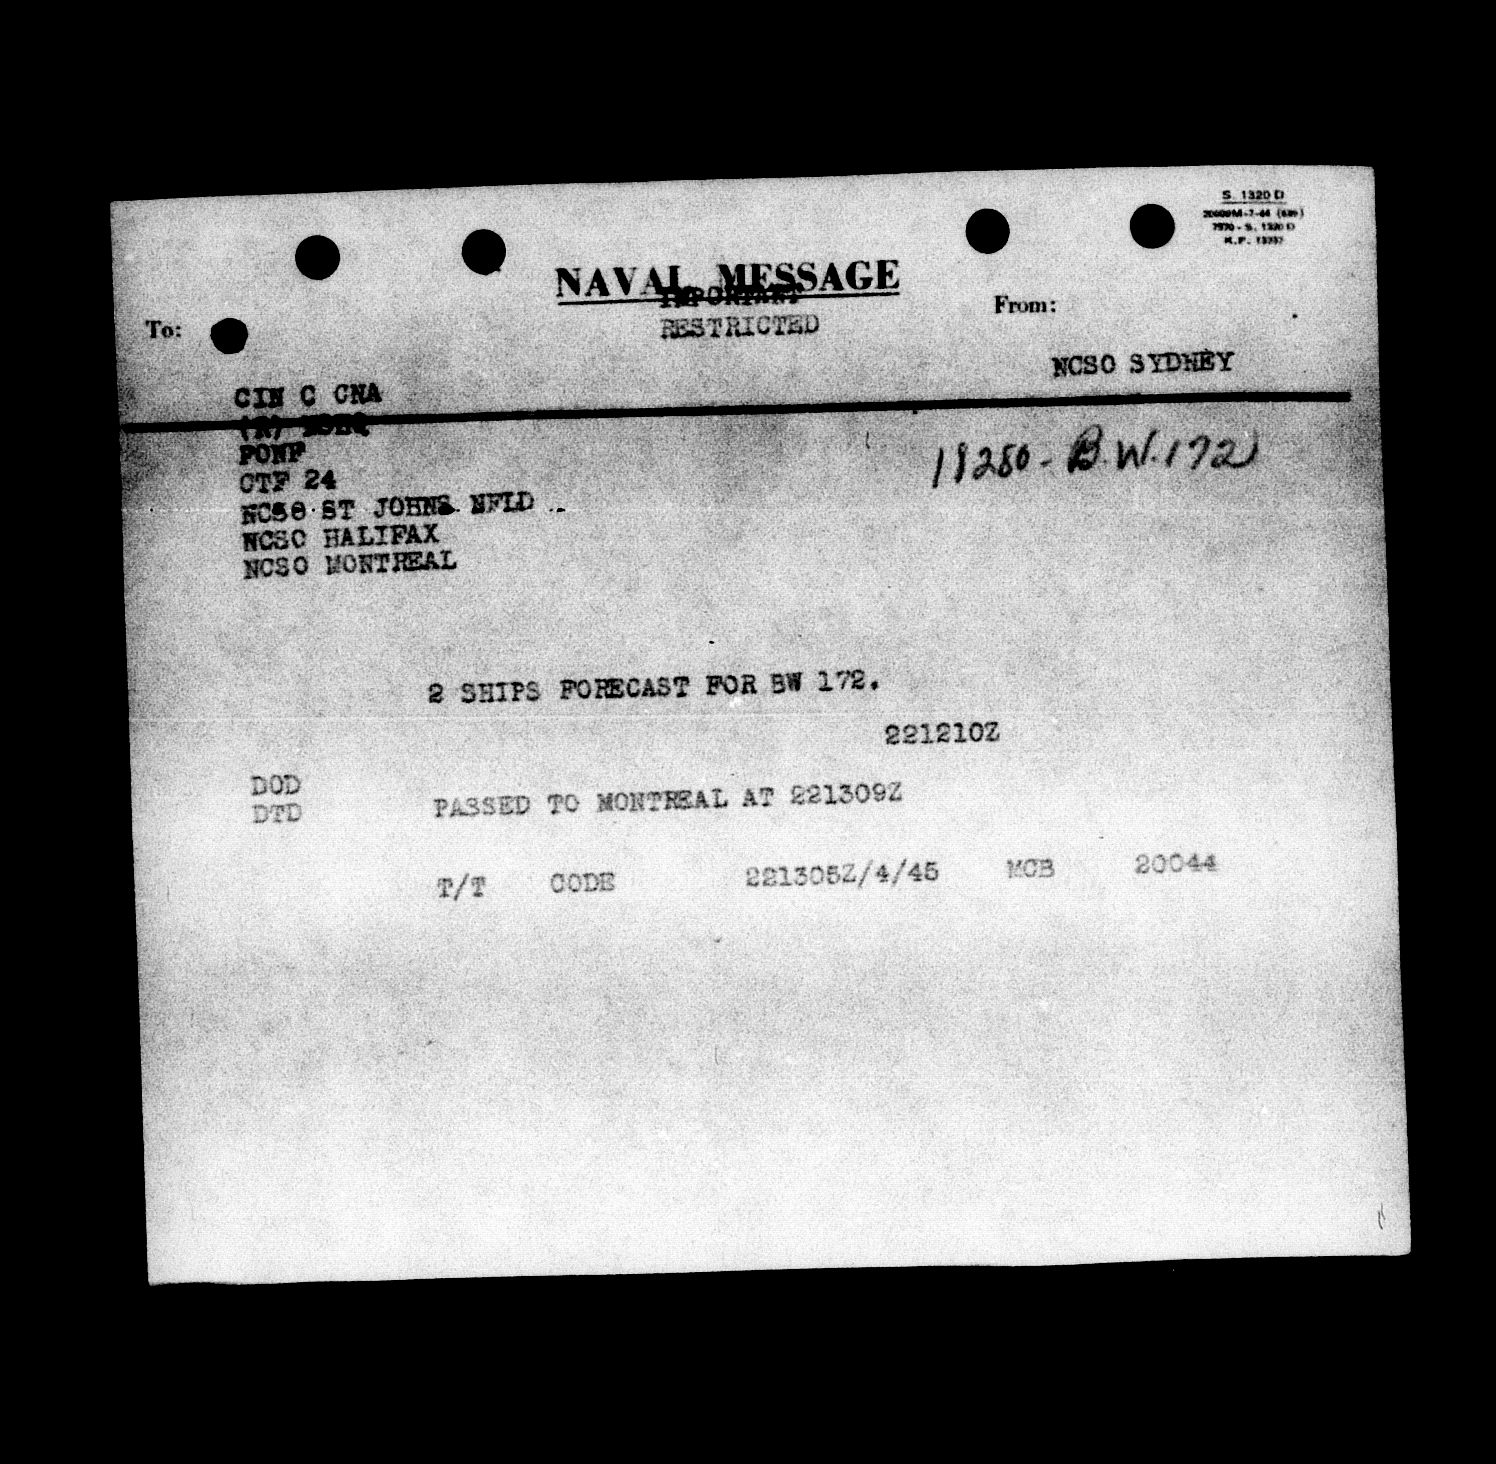 S. 1320 D
NAVAL MESSAGE
IMPORTANT
RESTRICTED
To:
From:
NCSO SYDNEY
CIN C CNA
(R) NSHQ
FONF
CTF 24
NCSO ST JOHNS NFLD
NCSO HALIFAX
NCSO MONTREAL
18280 - B.W. 172
2 SHIPS FORECAST FOR BW 172.
221210Z
DOD
DTD
PASSED TO MONTREAL AT 221309Z
T/T CODE 221305Z/4/45 MCB 20044